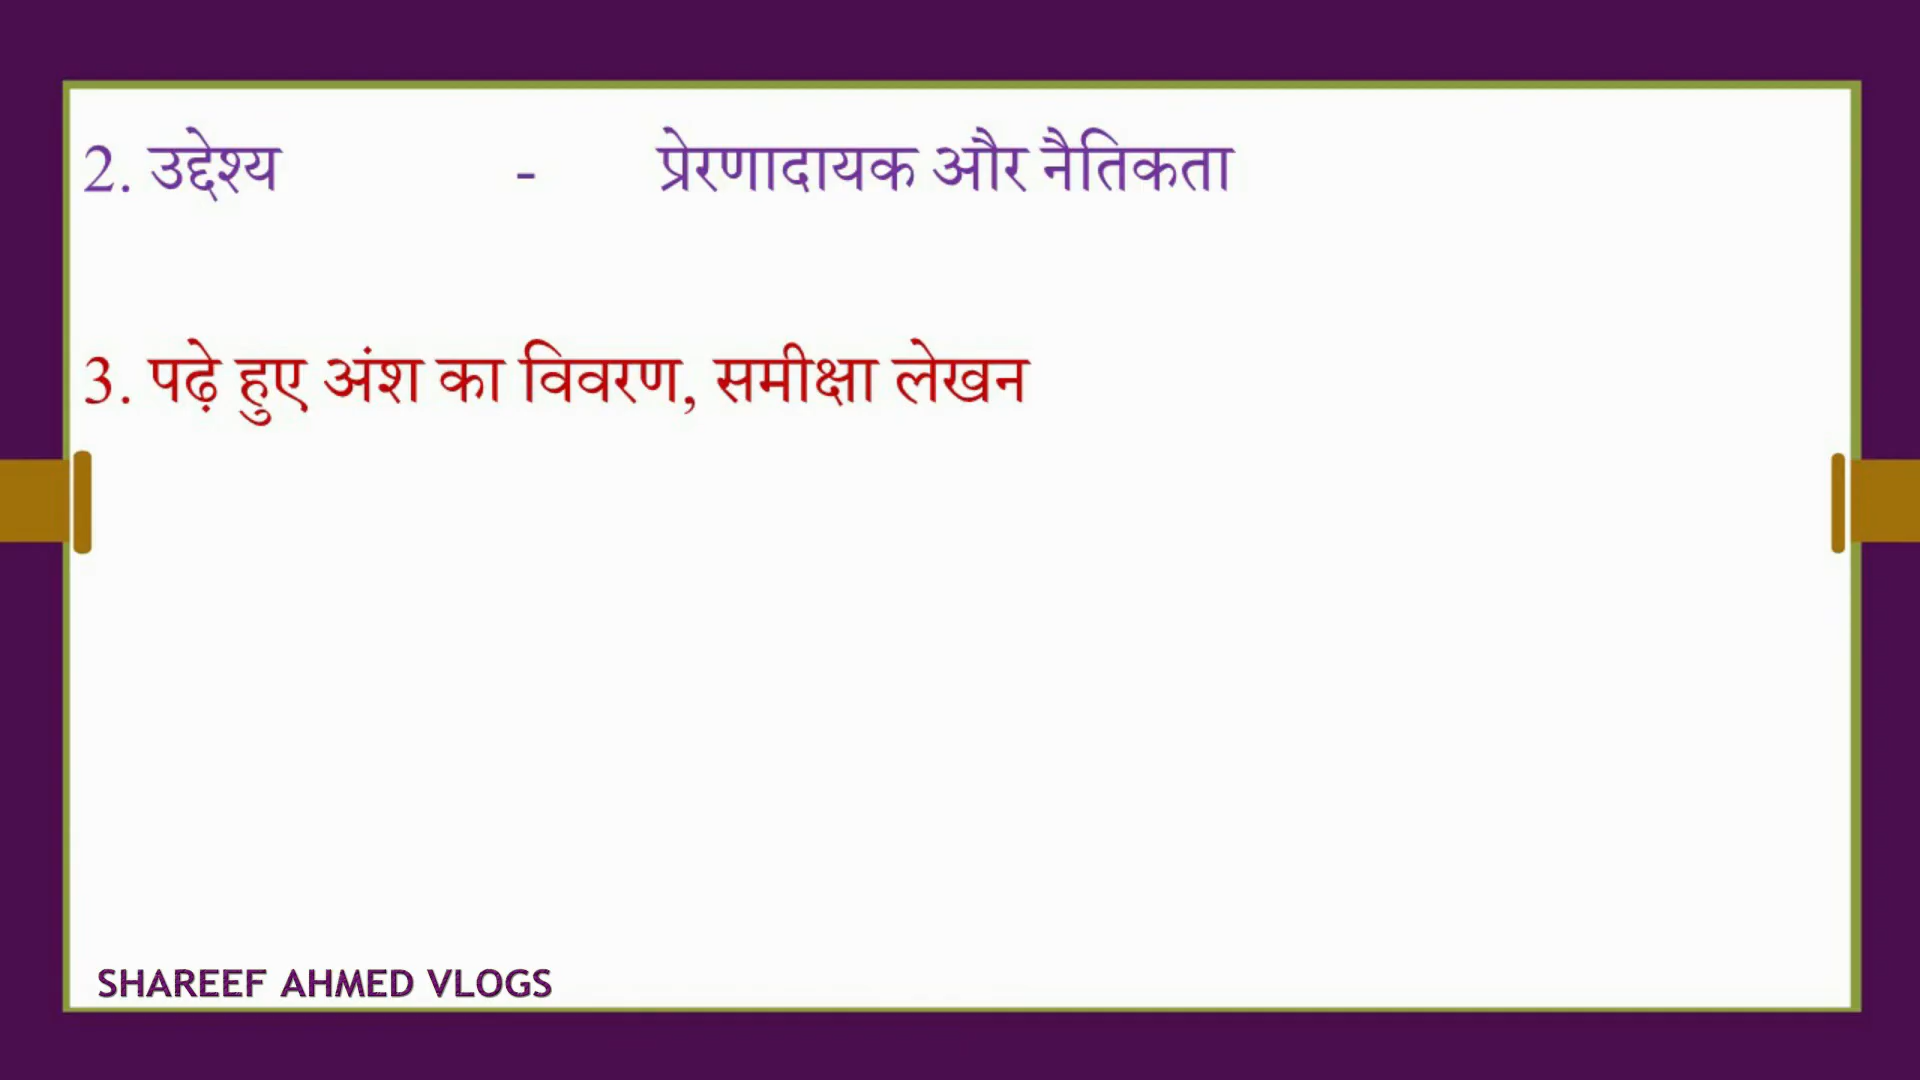 2. उद्देश्य - प्रेरणादायक और नैतिकता
3. पढ़े हुए अंश का विवरण, समीक्षा लेखन
SHAREEF AHMED VLOGS